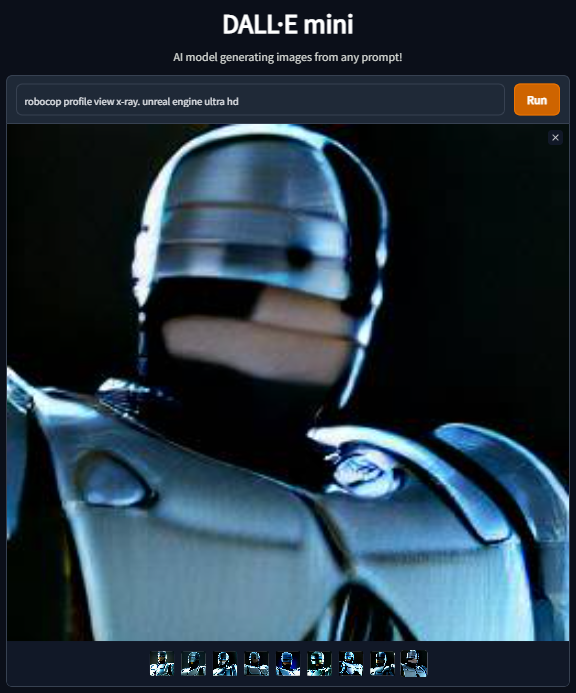 DALL·E mini
AI model generating images from any prompt!
robocop profile view x-ray. unreal engine ultra hd
Run